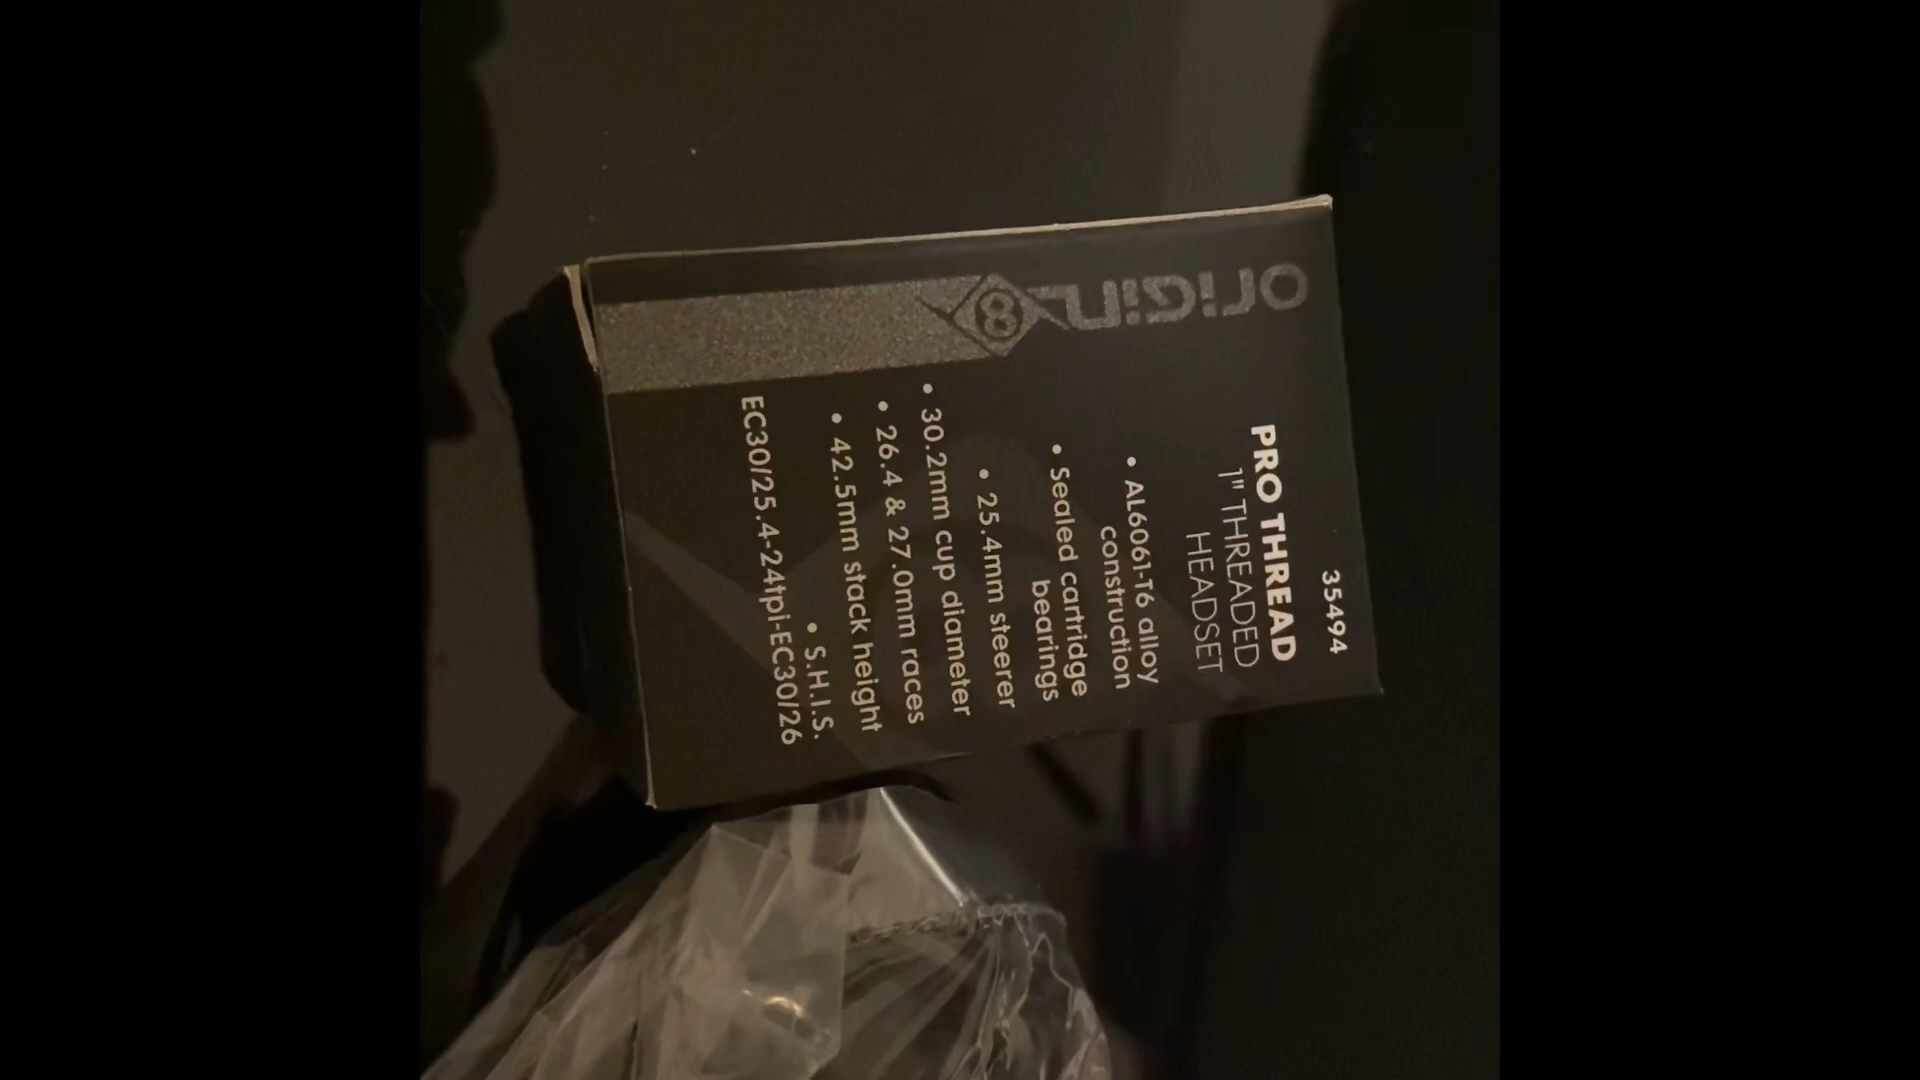 ORIGIN8
35494
PRO THREAD
1" THREADED
HEADSET
• AL6061-T6 alloy
construction
• Sealed cartridge
bearings
• 25.4mm steerer
• 30.2mm cup diameter
• 26.4 & 27.0mm races
• 42.5mm stack height
• S.H.I.S.
EC30/25.4-24tpi-EC30/26